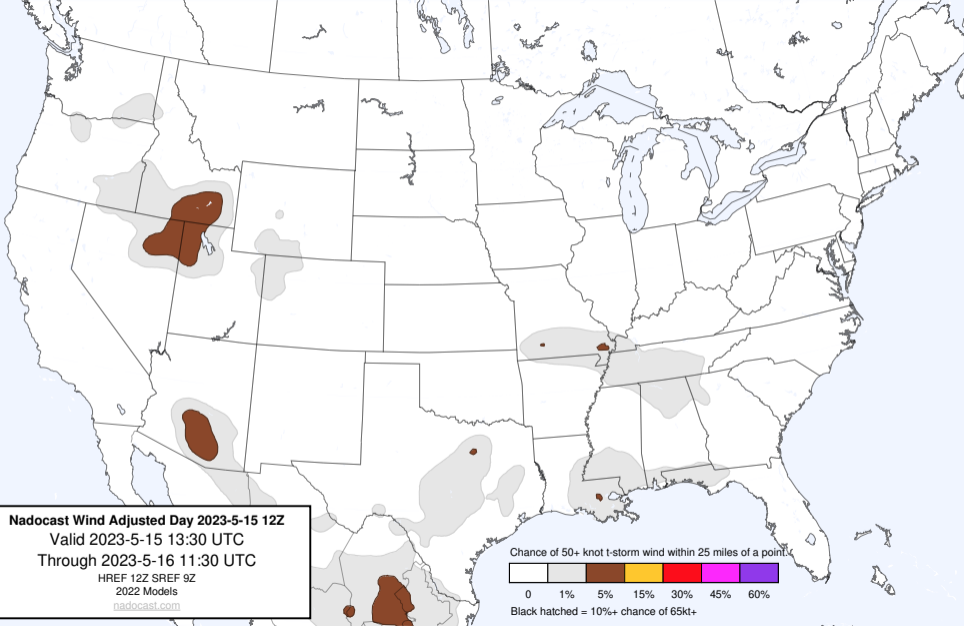 Nadocast Wind Adjusted Day 2023-5-15 12Z
Valid 2023-5-15 13:30 UTC
Through 2023-5-16 11:30 UTC
HREF 12Z SREF 9Z
2022 Models
nadocast.com
Chance of 50+ knot t-storm wind within 25 miles of a point.
0 1% 5% 15% 30% 45% 60%
Black hatched = 10%+ chance of 65kt+